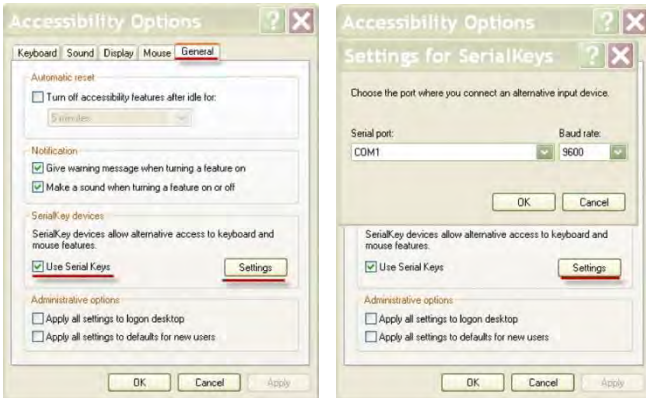 Accessibility Options
Keyboard Sound Display Mouse General
Automatic reset
Turn off accessibility features after idle for:
5 minutes
Notification
Give warning message when turning a feature on
Make a sound when turning a feature on or off
SerialKey devices
SerialKey devices allow alternative access to keyboard and
mouse features.
Use Serial Keys
Settings
Administrative options
Apply all settings to logon desktop
Apply all settings to defaults for new users
OK Cancel Apply
Accessibility Options
Settings for SerialKeys
Choose the port where you connect an alternative input device.
Serial port: Baud rate:
COM1 9600
OK Cancel
SerialKey devices allow alternative access to keyboard and
mouse features.
Use Serial Keys
Settings
Administrative options
Apply all settings to logon desktop
Apply all settings to defaults for new users
OK Cancel Apply